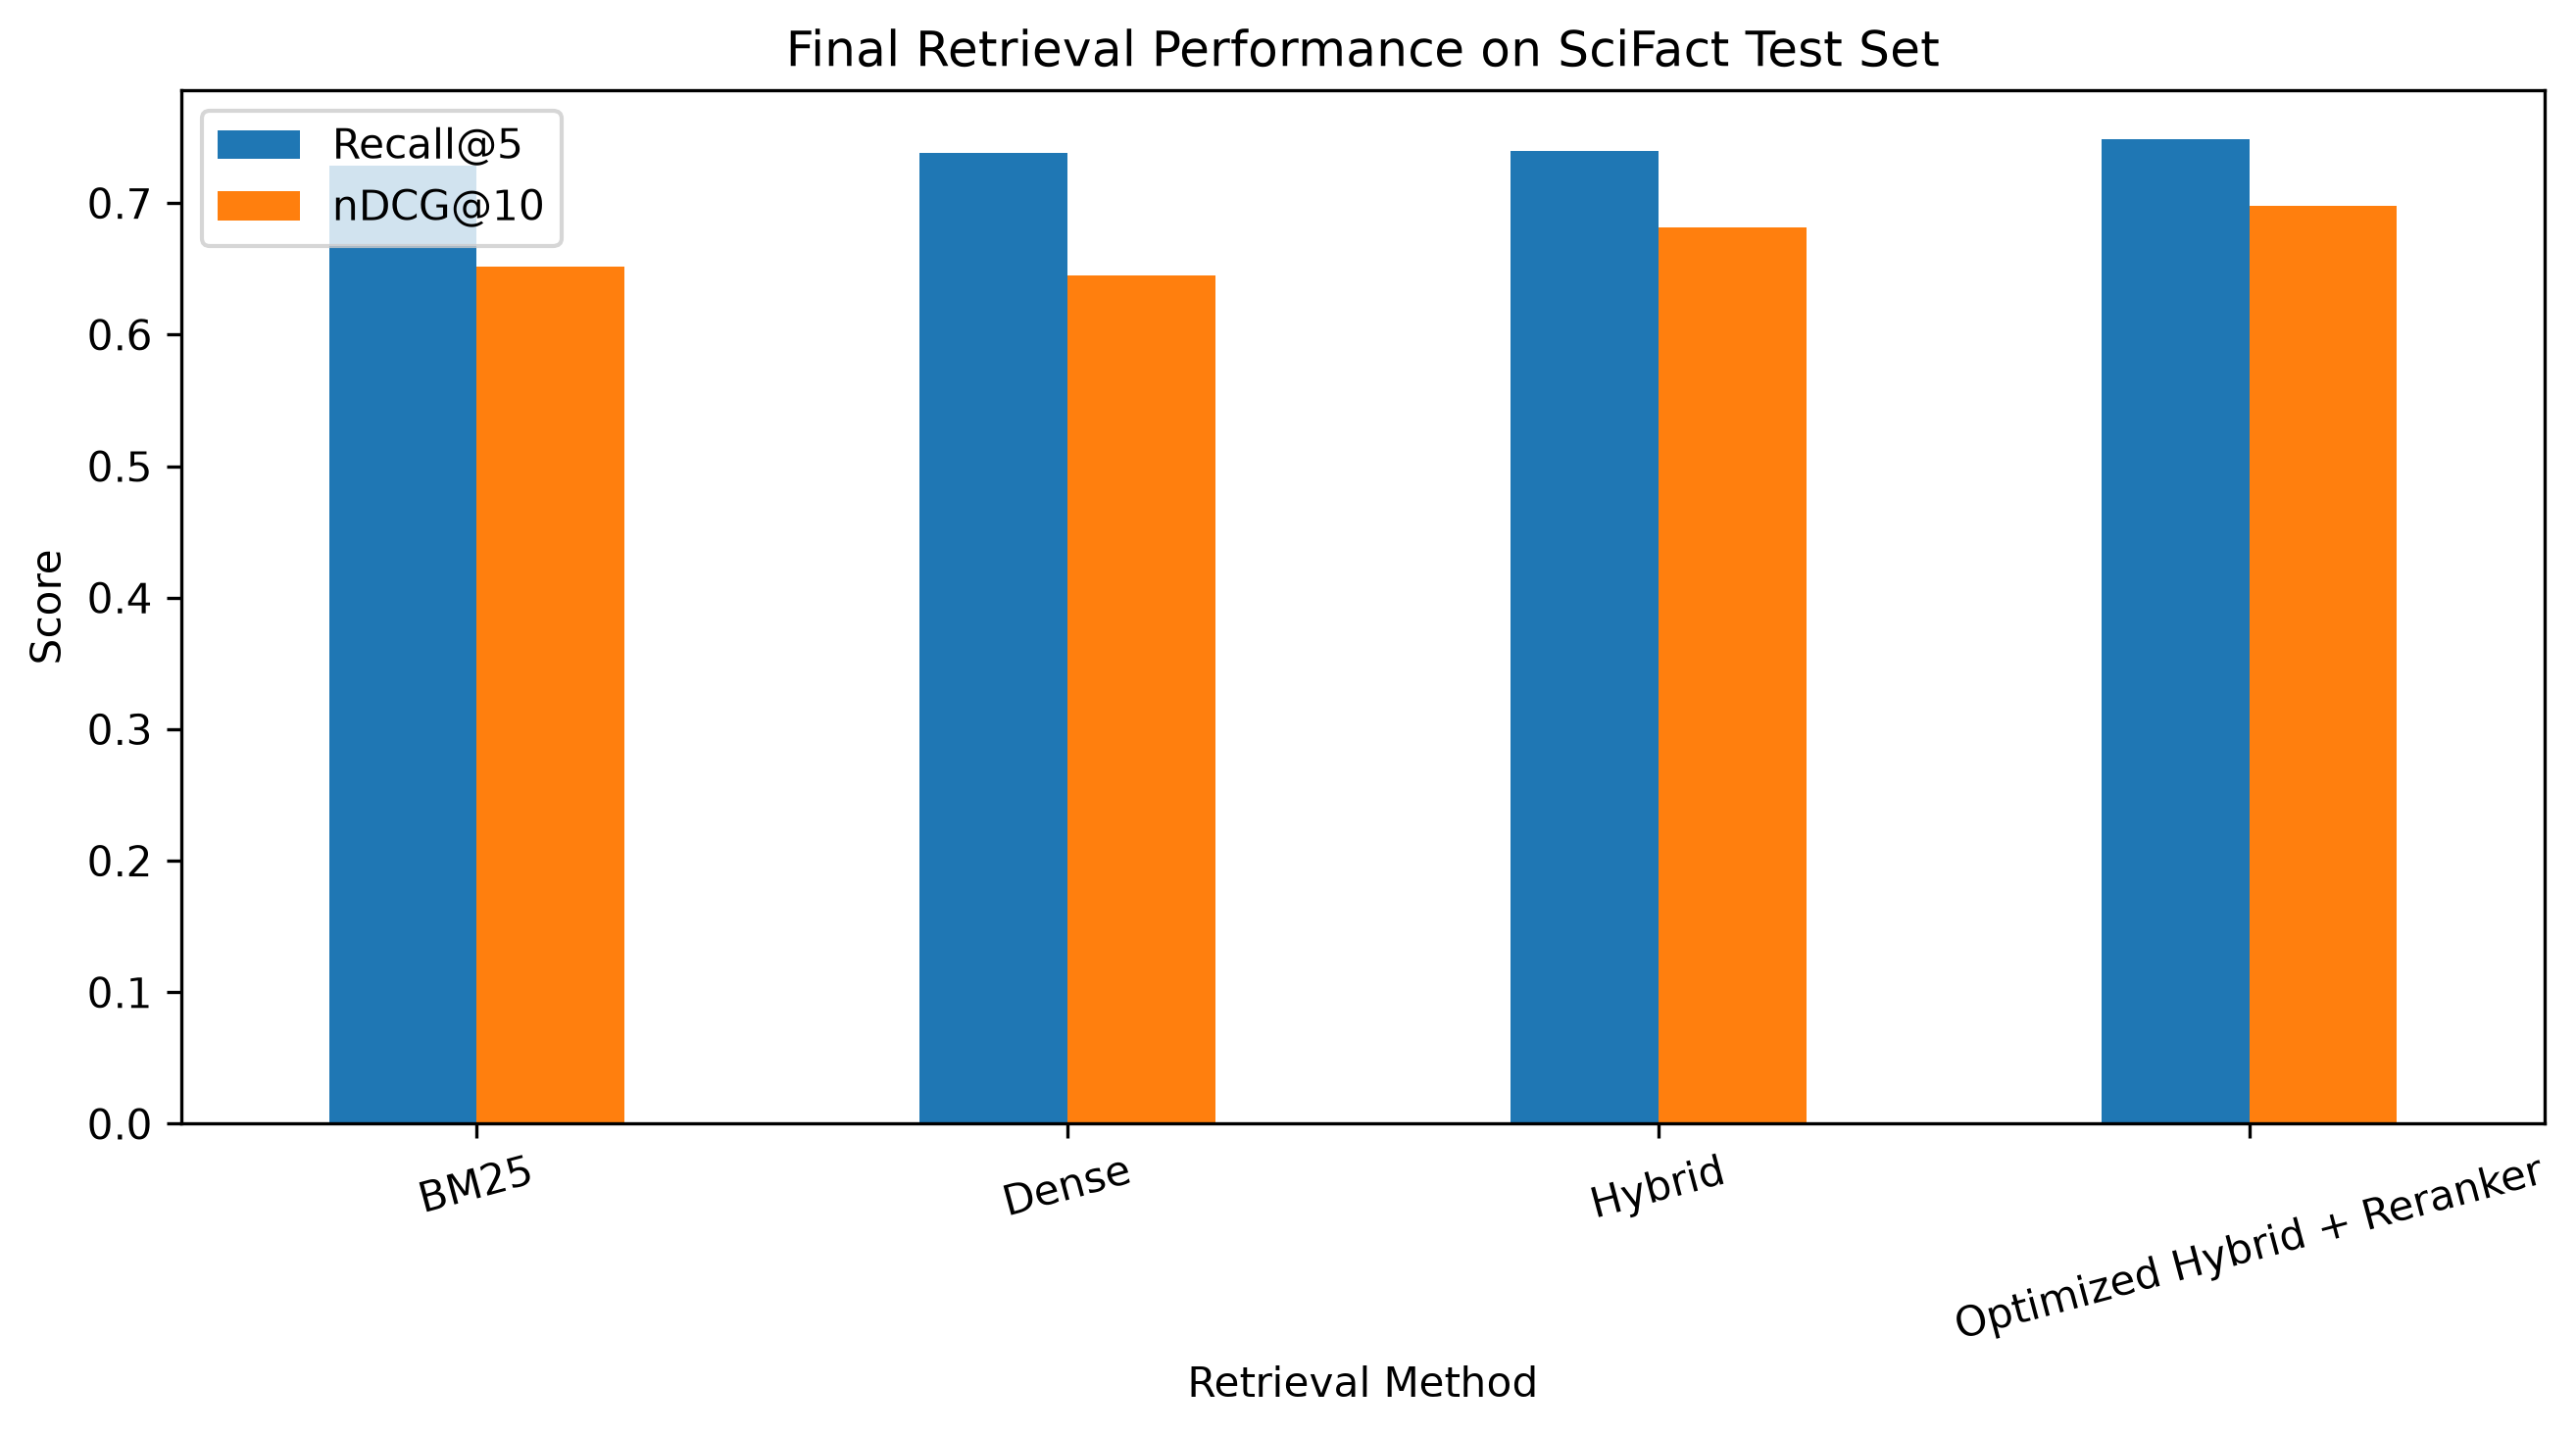 Final Retrieval Performance on SciFact Test Set
Recall@5
nDCG@10
0.7
0.6
0.5
0.4
0.3
0.2
0.1
0.0
Score
BM25
Dense
Hybrid
Optimized Hybrid + Reranker
Retrieval Method